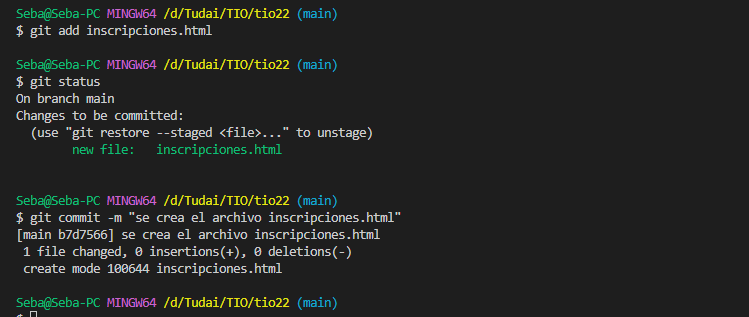 Seba@Seba-PC MINGW64 /d/Tudai/TIO/tio22 (main)
$ git add inscripciones.html
Seba@Seba-PC MINGW64 /d/Tudai/TIO/tio22 (main)
$ git status
On branch main
Changes to be committed:
  (use "git restore --staged <file>..." to unstage)
        new file:   inscripciones.html
Seba@Seba-PC MINGW64 /d/Tudai/TIO/tio22 (main)
$ git commit -m "se crea el archivo inscripciones.html"
[main b7d7566] se crea el archivo inscripciones.html
 1 file changed, 0 insertions(+), 0 deletions(-)
 create mode 100644 inscripciones.html
Seba@Seba-PC MINGW64 /d/Tudai/TIO/tio22 (main)
$